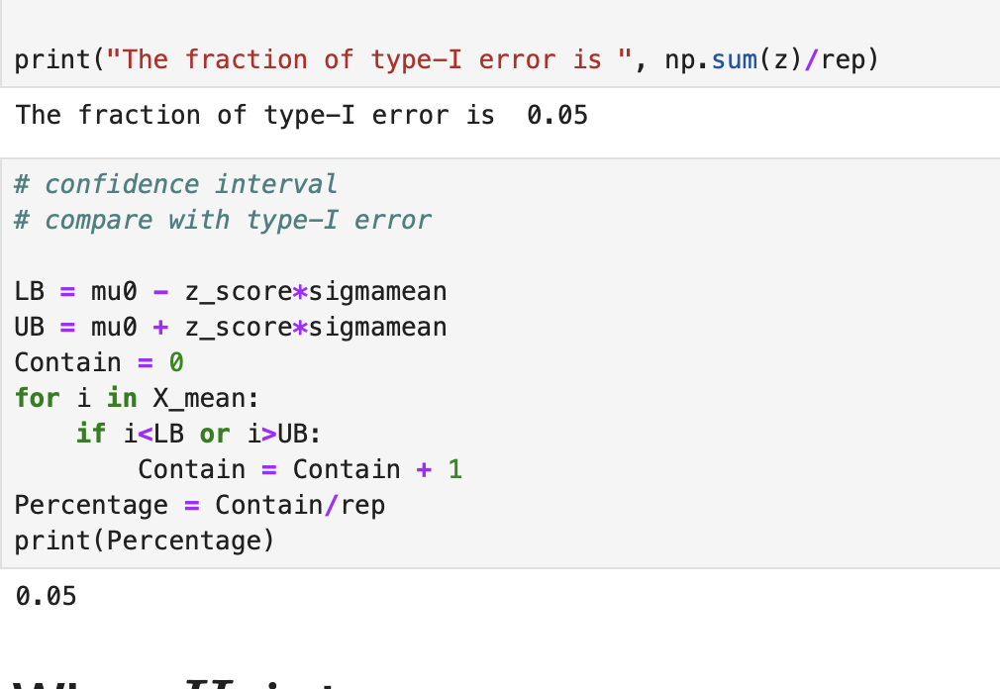 print("The fraction of type-I error is ", np.sum(z)/rep)
The fraction of type-I error is  0.05
# confidence interval
# compare with type-I error
LB = mu0 - z_score*sigmamean
UB = mu0 + z_score*sigmamean
Contain = 0
for i in X_mean:
    if i<LB or i>UB:
        Contain = Contain + 1
Percentage = Contain/rep
print(Percentage)
0.05